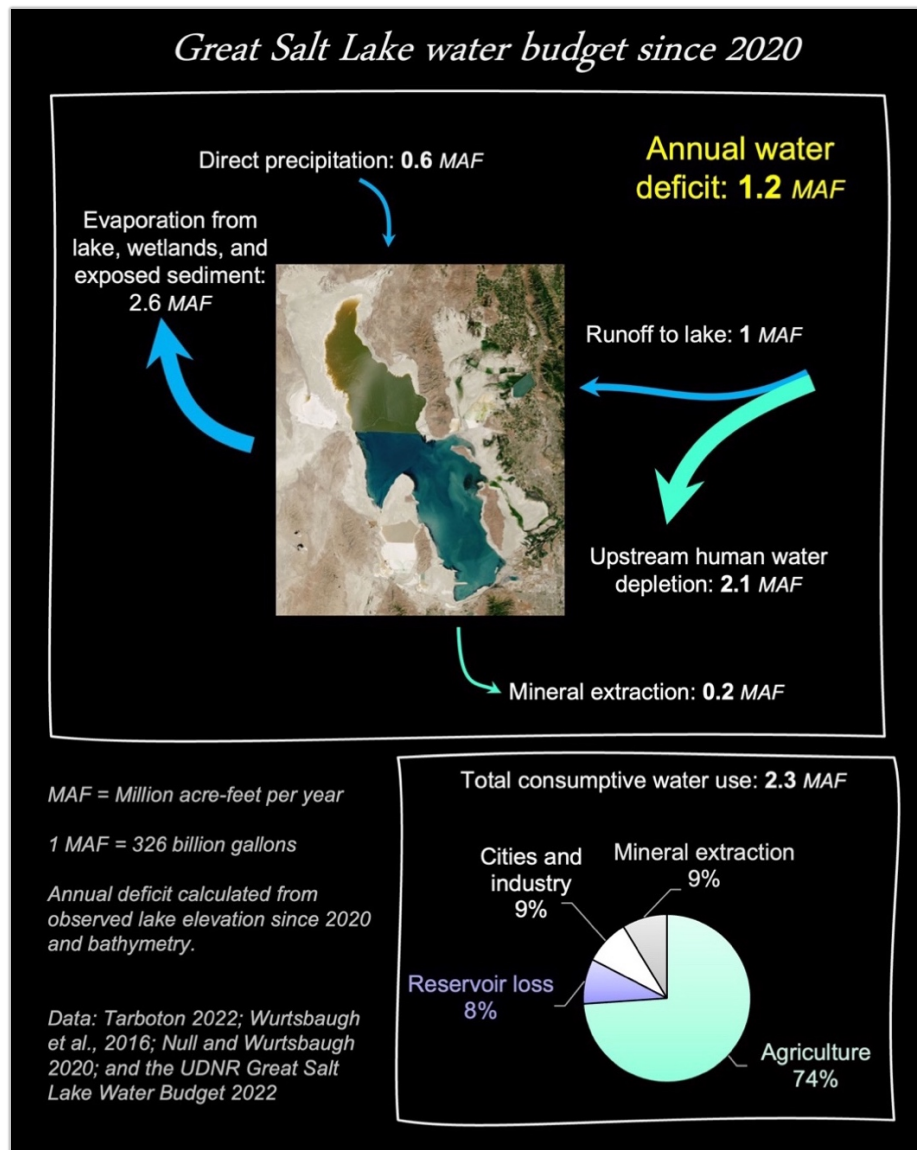 Great Salt Lake water budget since 2020
Direct precipitation: 0.6 MAF
Annual water
deficit: 1.2 MAF
Evaporation from
lake, wetlands, and
exposed sediment:
2.6 MAF
Runoff to lake: 1 MAF
Upstream human water
depletion: 2.1 MAF
Mineral extraction: 0.2 MAF
MAF = Million acre-feet per year
1 MAF = 326 billion gallons
Annual deficit calculated from
observed lake elevation since 2020
and bathymetry.
Data: Tarboton 2022; Wurtsbaugh
et al., 2016; Null and Wurtsbaugh
2020; and the UDNR Great Salt
Lake Water Budget 2022
Total consumptive water use: 2.3 MAF
Cities and
industry
9%
Mineral extraction
9%
Reservoir loss
8%
Agriculture
74%